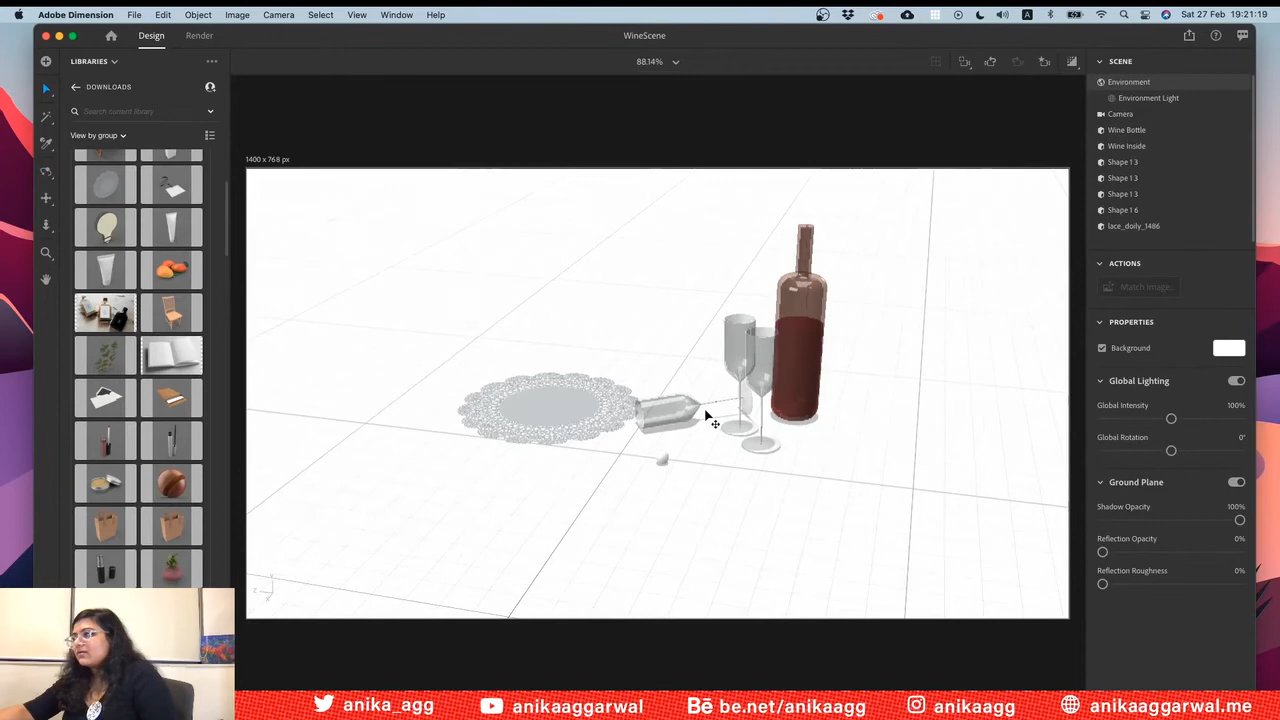 Adobe Dimension File Edit Object Image Camera Select View Window Help A Sat 27 Feb 19:21:19
Design Render WineScene
LIBRARIES 88.14% SCENE
DOWNLOADS Environment
Search current library Environment Light
View by group Camera
1400 x 768 px Wine Bottle
Wine Inside
Shape 1 3
Shape 1 3
Shape 1 3
Shape 1 6
lace_doily_1486
ACTIONS
Match image...
PROPERTIES
Background
Global Lighting
Global Intensity 100%
Global Rotation 0°
Ground Plane
Shadow Opacity 100%
Reflection Opacity 0%
Reflection Roughness 0%
anika_agg anikaaggarwal Bē be.net/anikaagg anikaagg anikaaggarwal.me